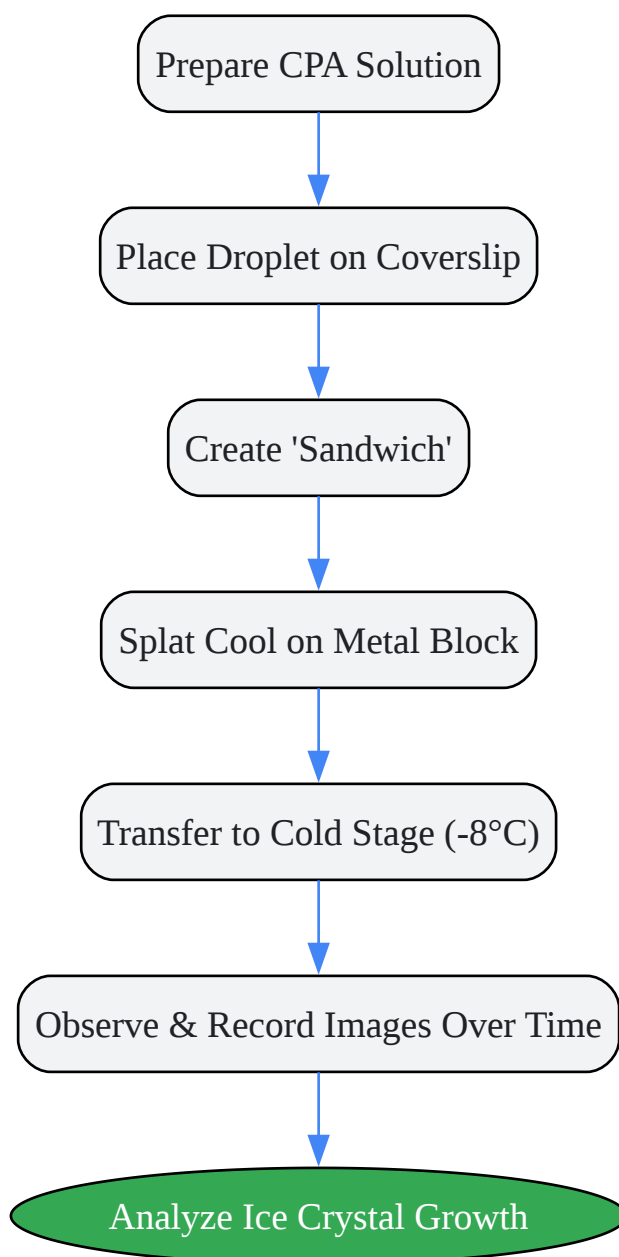 Prepare CPA Solution
Place Droplet on Coverslip
Create 'Sandwich'
Splat Cool on Metal Block
Transfer to Cold Stage (-8°C)
Observe & Record Images Over Time
Analyze Ice Crystal Growth